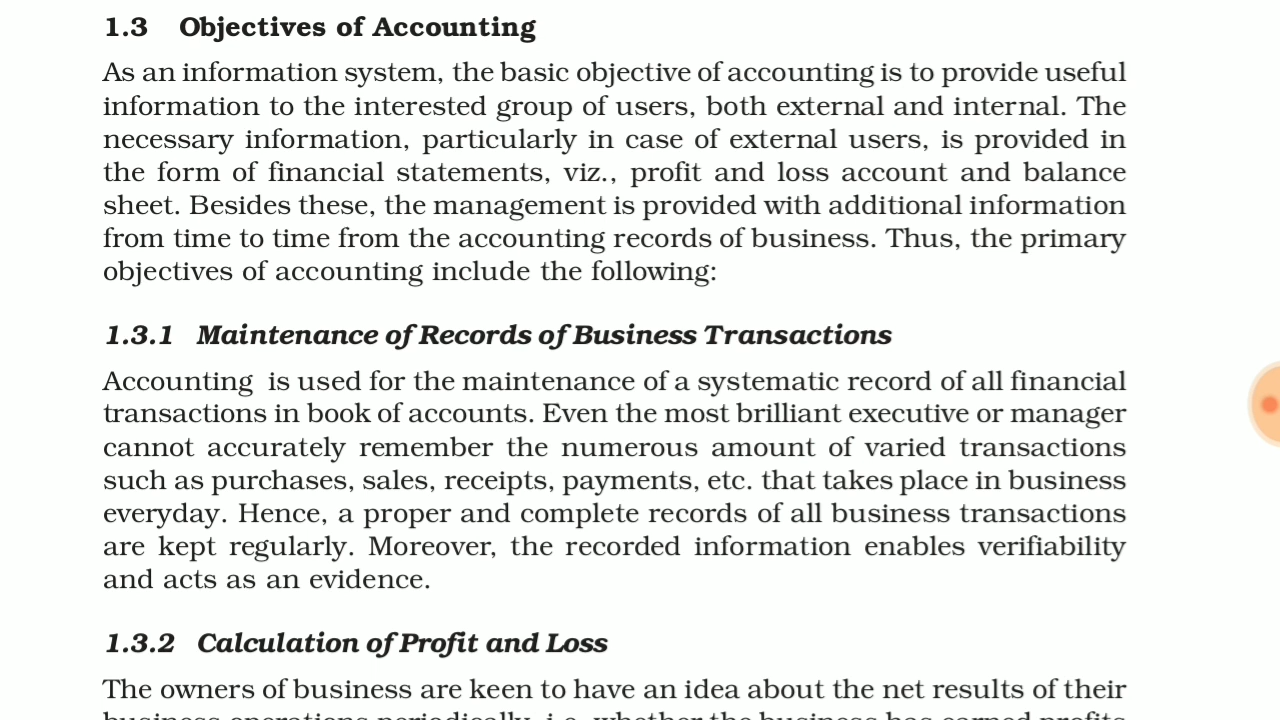 1.3 Objectives of Accounting
As an information system, the basic objective of accounting is to provide useful
information to the interested group of users, both external and internal. The
necessary information, particularly in case of external users, is provided in
the form of financial statements, viz., profit and loss account and balance
sheet. Besides these, the management is provided with additional information
from time to time from the accounting records of business. Thus, the primary
objectives of accounting include the following:
1.3.1 Maintenance of Records of Business Transactions
Accounting is used for the maintenance of a systematic record of all financial
transactions in book of accounts. Even the most brilliant executive or manager
cannot accurately remember the numerous amount of varied transactions
such as purchases, sales, receipts, payments, etc. that takes place in business
everyday. Hence, a proper and complete records of all business transactions
are kept regularly. Moreover, the recorded information enables verifiability
and acts as an evidence.
1.3.2 Calculation of Profit and Loss
The owners of business are keen to have an idea about the net results of their
business operations periodically, i.e. whether the business has earned profits